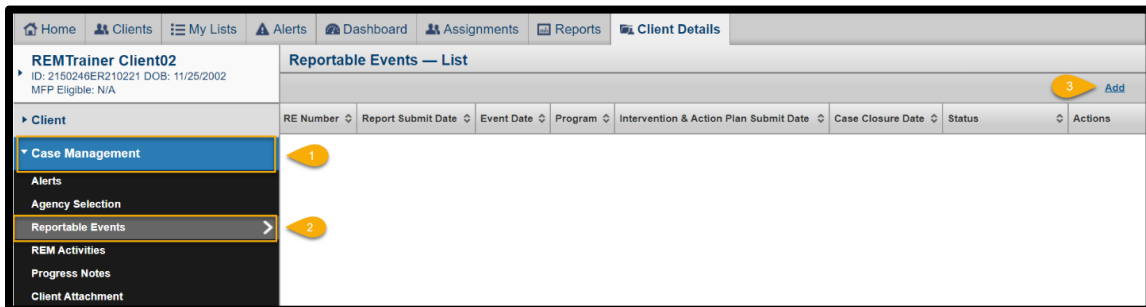 Home Clients My Lists Alerts Dashboard Assignments Reports Client Details
REMTrainer Client02
ID: 2150246ER210221 DOB: 11/25/2002
MFP Eligible: N/A
Reportable Events — List
3 Add
Client
RE Number Report Submit Date Event Date Program Intervention & Action Plan Submit Date Case Closure Date Status Actions
Case Management
1
Alerts
Agency Selection
Reportable Events
2
REM Activities
Progress Notes
Client Attachment